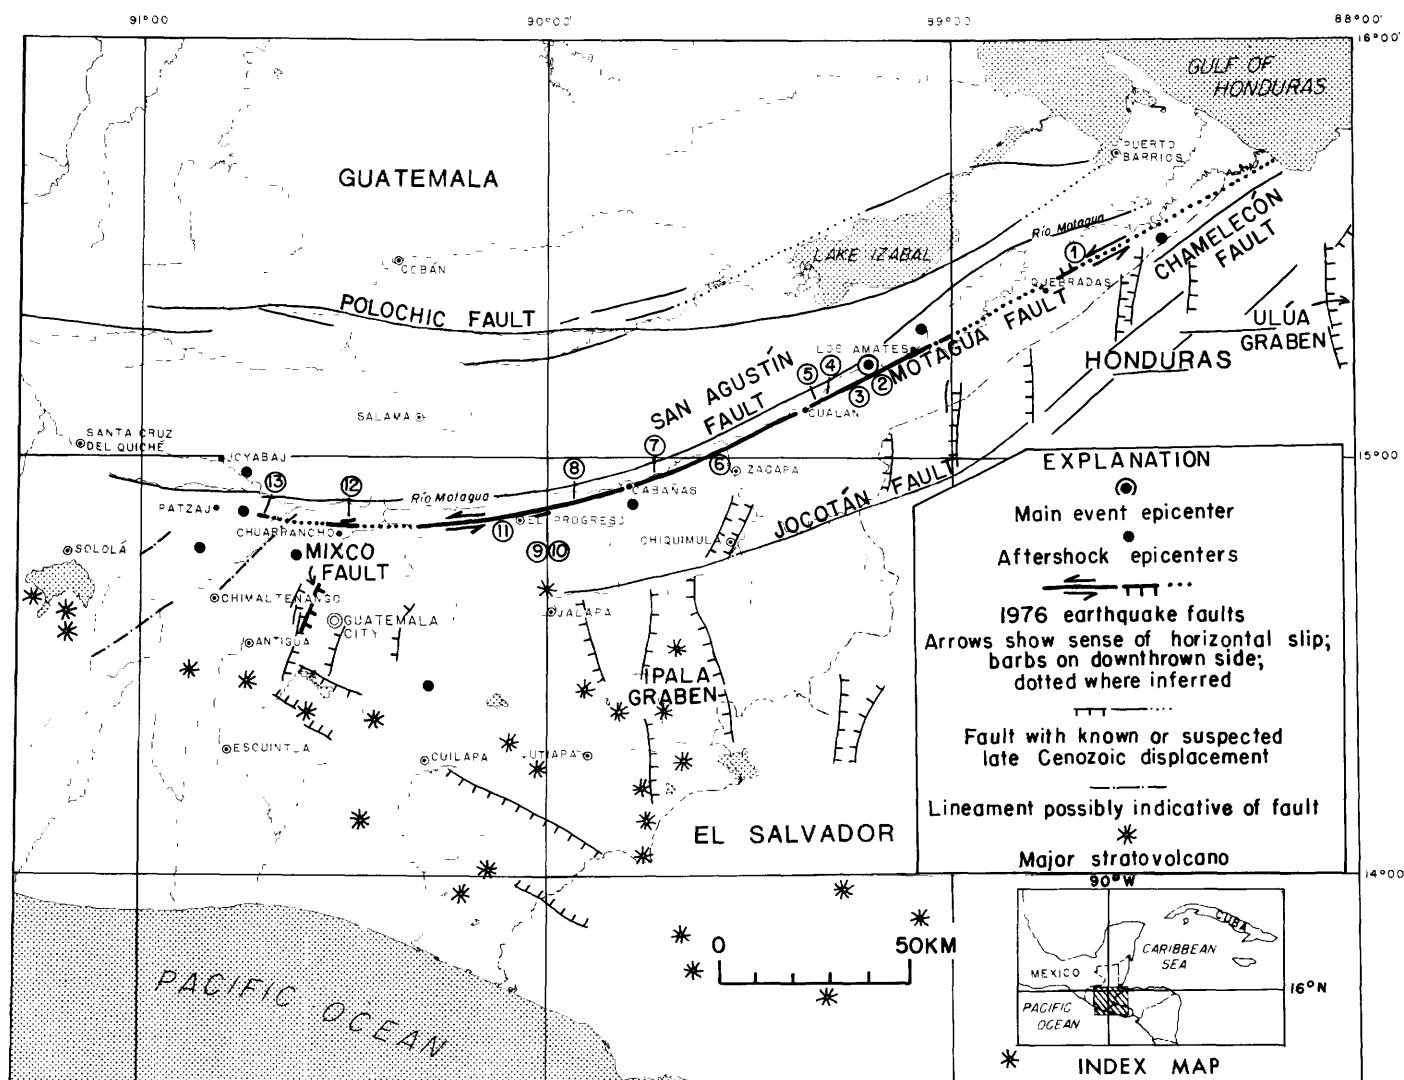 91°00'
90°00'
89°00'
88°00'
16°00'
GULF OF
HONDURAS
PUERTO
BARRIOS
GUATEMALA
CHAMELECÓN
FAULT
Río Motagua
①
LAKE IZABAL
COBÁN
QUEBRADAS
POLOCHIC FAULT
ULÚA
GRABEN
LOS AMATES
MOTAGUA FAULT
HONDURAS
SAN AGUSTÍN
FAULT
⑤ ④
③ ②
GUALAN
SALAMA
SANTA CRUZ
DEL QUICHÉ
JOYABAJ
15°00
⑦
⑥
ZACAPA
⑧
⑬
⑫
Río Motagua
CABAÑAS
JOCOTÁN FAULT
PATZAJ
EL PROGRESO
⑪
CHUARRANCHO
CHIQUIMULA
SOLOLÁ
MIXCO
FAULT
⑨ ⑩
CHIMALTENANGO
JALAPA
GUATEMALA
CITY
ANTIGUA
IPALA
GRABEN
ESCUINTLA
CUILAPA
JUTIAPA
EL SALVADOR
14°00
0 50KM
PACIFIC OCEAN
EXPLANATION
Main event epicenter
Aftershock epicenters
1976 earthquake faults
Arrows show sense of horizontal slip;
barbs on downthrown side;
dotted where inferred
Fault with known or suspected
late Cenozoic displacement
Lineament possibly indicative of fault
Major stratovolcano
90°W
CUBA
CARIBBEAN
SEA
MEXICO
16°N
PACIFIC
OCEAN
INDEX MAP